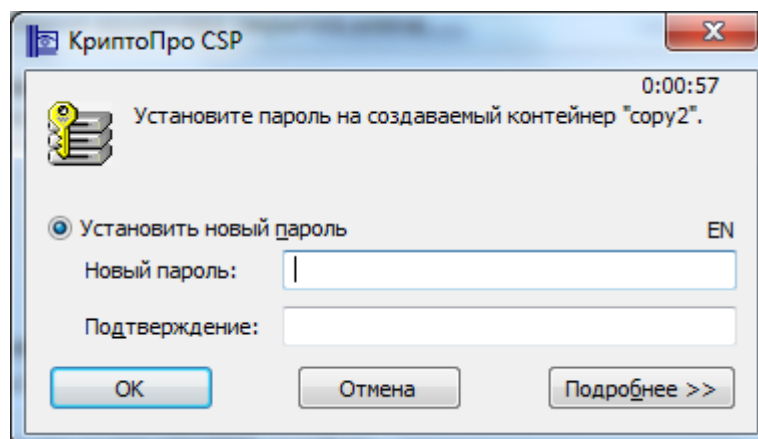 КриптоПро CSP
0:00:57
Установите пароль на создаваемый контейнер "copy2".
Установить новый пароль
EN
Новый пароль:
Подтверждение:
ОК
Отмена
Подробнее >>